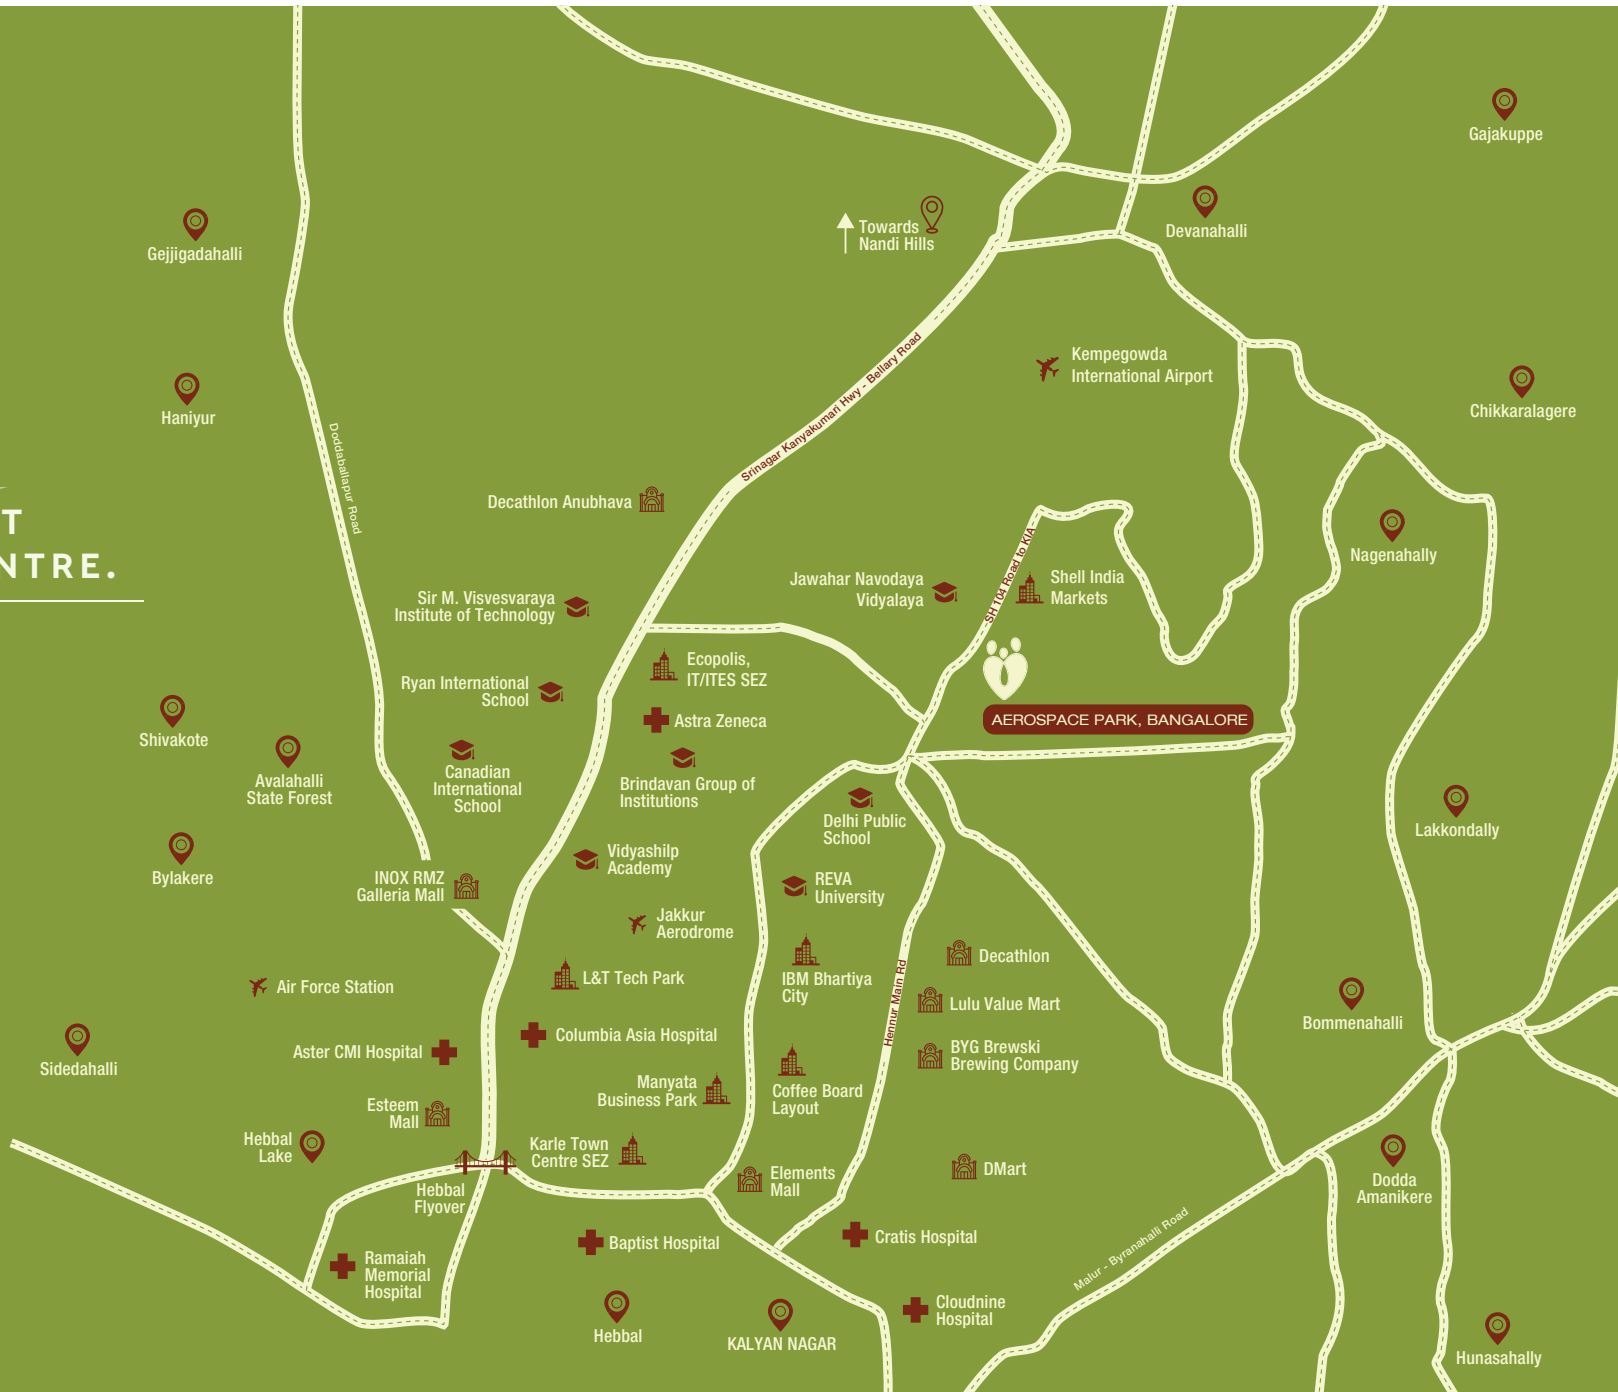 Gajakuppe
Towards
Nandi Hills
Devanahalli
Gejjigadahalli
Kempegowda
International Airport
Srinagar Kanyakumari Hwy - Bellary Road
Haniyur
Chikkaralagere
Doddaballapur Road
Decathlon Anubhava
T
NTRE.
Nagenahally
SH 104 Road to KIA
Jawahar Navodaya
Vidyalaya
Shell India
Markets
Sir M. Visvesvaraya
Institute of Technology
Ecopolis,
IT/ITES SEZ
Ryan International
School
Astra Zeneca
AEROSPACE PARK, BANGALORE
Shivakote
Avalahalli
State Forest
Canadian
International
School
Brindavan Group of
Institutions
Delhi Public
School
Lakkondally
Bylakere
INOX RMZ
Galleria Mall
Vidyashilp
Academy
REVA
University
Jakkur
Aerodrome
Decathlon
Air Force Station
L&T Tech Park
IBM Bhartiya
City
Hennur Main Rd
Lulu Value Mart
Bommenahalli
Sidedahalli
Aster CMI Hospital
Columbia Asia Hospital
BYG Brewski
Brewing Company
Manyata
Business Park
Coffee Board
Layout
Esteem
Mall
Hebbal
Lake
Karle Town
Centre SEZ
Elements
Mall
DMart
Dodda
Amanikere
Hebbal
Flyover
Baptist Hospital
Cratis Hospital
Malur - Byranahalli Road
Ramaiah
Memorial
Hospital
Cloudnine
Hospital
Hebbal
KALYAN NAGAR
Hunasahally